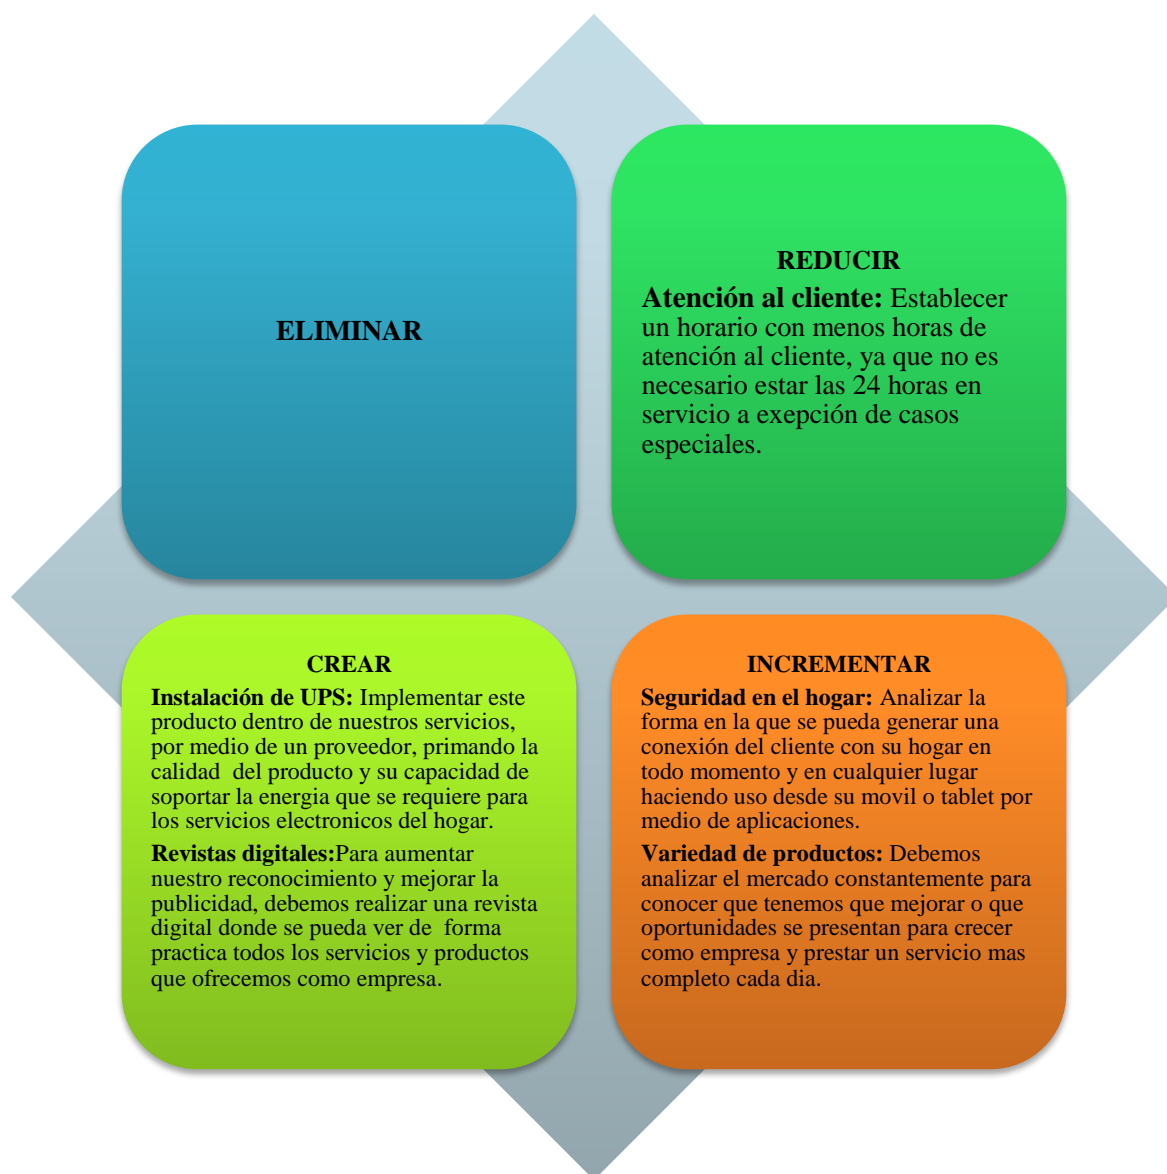 ELIMINAR
REDUCIR
Atención al cliente: Establecer
un horario con menos horas de
atención al cliente, ya que no es
necesario estar las 24 horas en
servicio a exepción de casos
especiales.
CREAR
Instalación de UPS: Implementar este
producto dentro de nuestros servicios,
por medio de un proveedor, primando la
calidad  del producto y su capacidad de
soportar la energia que se requiere para
los servicios electronicos del hogar.
Revistas digitales:Para aumentar
nuestro reconocimiento y mejorar la
publicidad, debemos realizar una revista
digital donde se pueda ver de  forma
practica todos los servicios y productos
que ofrecemos como empresa.
INCREMENTAR
Seguridad en el hogar: Analizar la
forma en la que se pueda generar una
conexión del cliente con su hogar en
todo momento y en cualquier lugar
haciendo uso desde su movil o tablet por
medio de aplicaciones.
Variedad de productos: Debemos
analizar el mercado constantemente para
conocer que tenemos que mejorar o que
oportunidades se presentan para crecer
como empresa y prestar un servicio mas
completo cada dia.